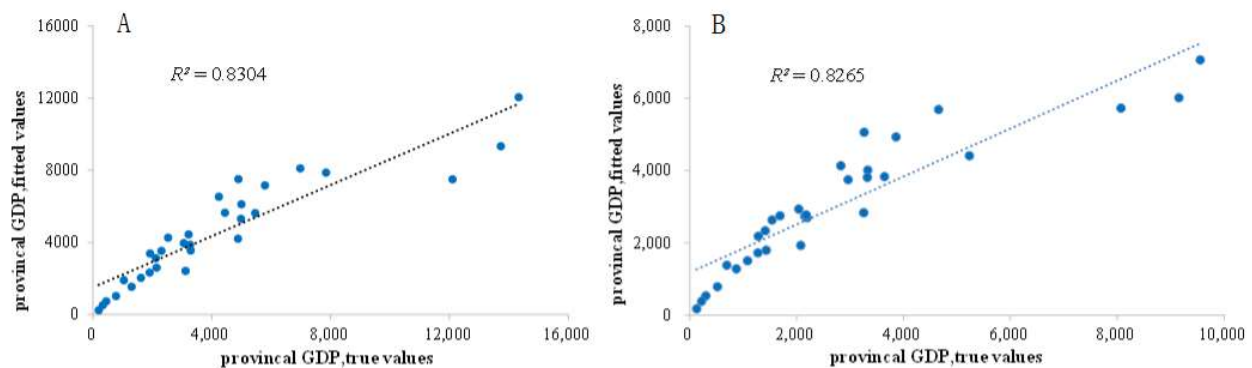 A
R² = 0.8304
provincal GDP,fitted values
16000
12000
8000
4000
0
0
4,000
8,000
12,000
16,000
provincal GDP,true values
B
R² = 0.8265
provincal GDP,fitted values
8,000
6,000
4,000
2,000
0
0
2,000
4,000
6,000
8,000
10,000
provincal GDP,true values